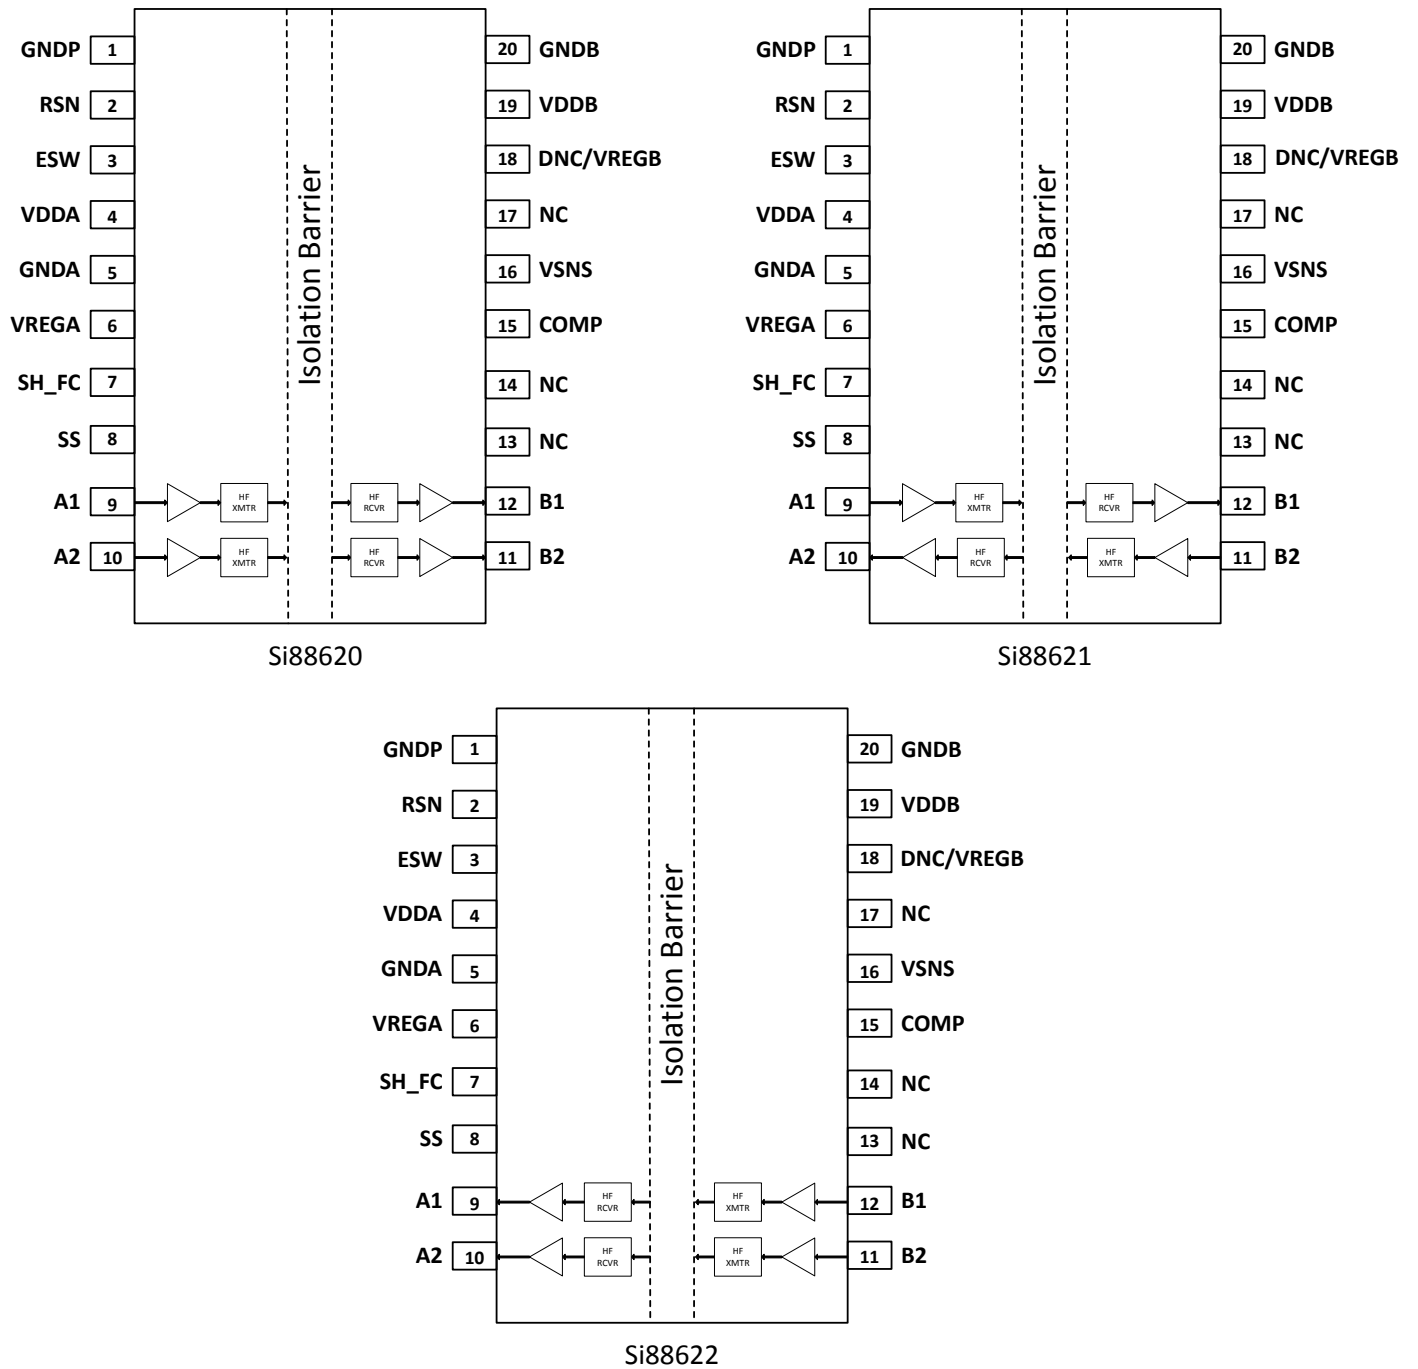 GNDP 1 20 GNDB
RSN 2 19 VDDB
ESW 3 18 DNC/VREGB
VDDA 4 17 NC
GNDA 5 16 VSNS
VREGA 6 15 COMP
SH_FC 7 14 NC
SS 8 13 NC
Isolation Barrier
A1 9 HF XMTR HF RCVR 12 B1
A2 10 HF XMTR HF RCVR 11 B2
Si88620
GNDP 1 20 GNDB
RSN 2 19 VDDB
ESW 3 18 DNC/VREGB
VDDA 4 17 NC
GNDA 5 16 VSNS
VREGA 6 15 COMP
SH_FC 7 14 NC
SS 8 13 NC
Isolation Barrier
A1 9 HF XMTR HF RCVR 12 B1
A2 10 HF RCVR HF XMTR 11 B2
Si88621
GNDP 1 20 GNDB
RSN 2 19 VDDB
ESW 3 18 DNC/VREGB
VDDA 4 17 NC
GNDA 5 16 VSNS
VREGA 6 15 COMP
SH_FC 7 14 NC
SS 8 13 NC
Isolation Barrier
A1 9 HF RCVR HF XMTR 12 B1
A2 10 HF RCVR HF XMTR 11 B2
Si88622